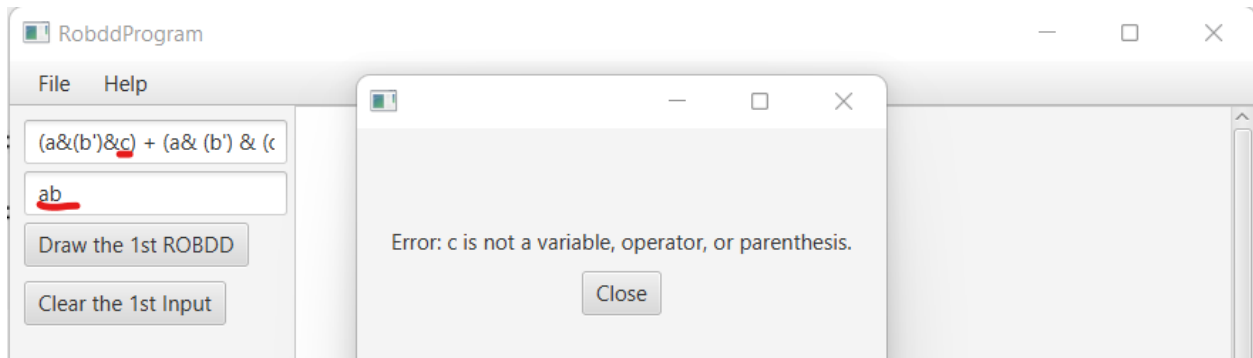 RobddProgram
File Help
(a&(b')&c) + (a& (b') & (c
ab
Draw the 1st ROBDD
Clear the 1st Input
Error: c is not a variable, operator, or parenthesis.
Close